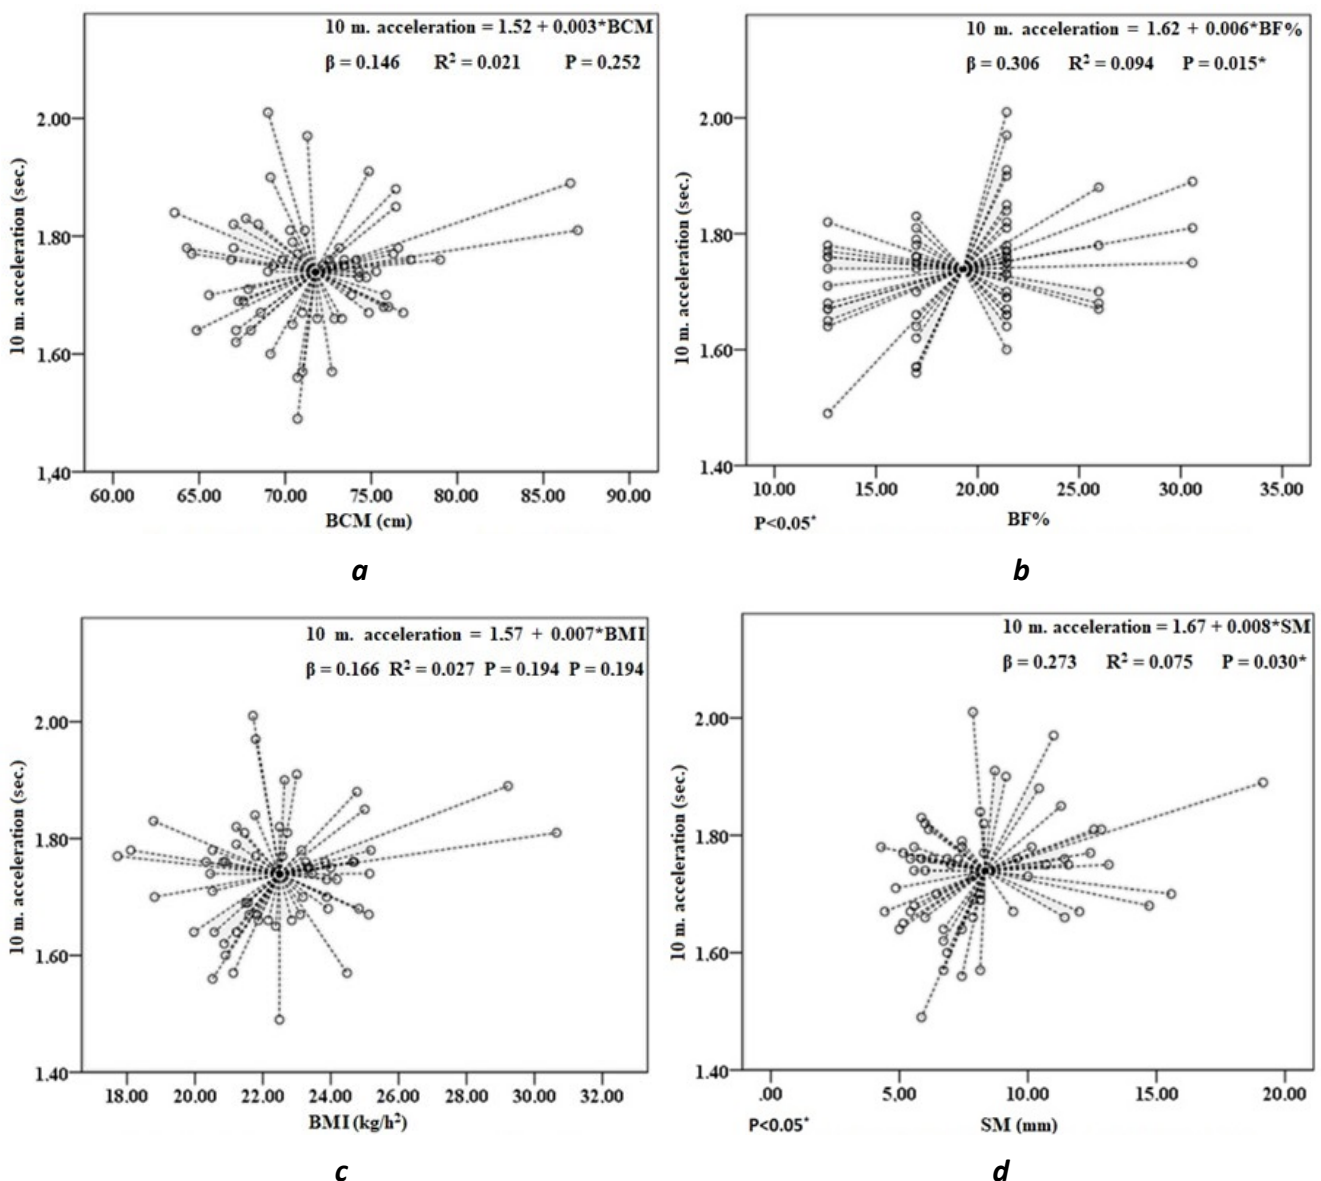 10 m. acceleration = 1.52 + 0.003*BCM
β = 0.146 R² = 0.021 P = 0.252
10 m. acceleration (sec.)
2.00
1.80
1.60
1,40
60.00 65.00 70.00 75.00 80.00 85.00 90.00
BCM (cm)
a
10 m. acceleration = 1.62 + 0.006*BF%
β = 0.306 R² = 0.094 P = 0.015*
10 m. acceleration (sec.)
2.00
1.80
1.60
1.40
10.00 15.00 20.00 25.00 30.00 35.00
P<0.05* BF%
b
10 m. acceleration = 1.57 + 0.007*BMI
β = 0.166 R² = 0.027 P = 0.194 P = 0.194
10 m. acceleration (sec.)
2.00
1.80
1.60
1.40
18.00 20.00 22.00 24.00 26.00 28.00 30.00 32.00
BMI (kg/h²)
c
10 m. acceleration = 1.67 + 0.008*SM
β = 0.273 R² = 0.075 P = 0.030*
10 m. acceleration (sec.)
2.00
1.80
1.60
1.40
.00 5.00 10.00 15.00 20.00
P<0.05* SM (mm)
d